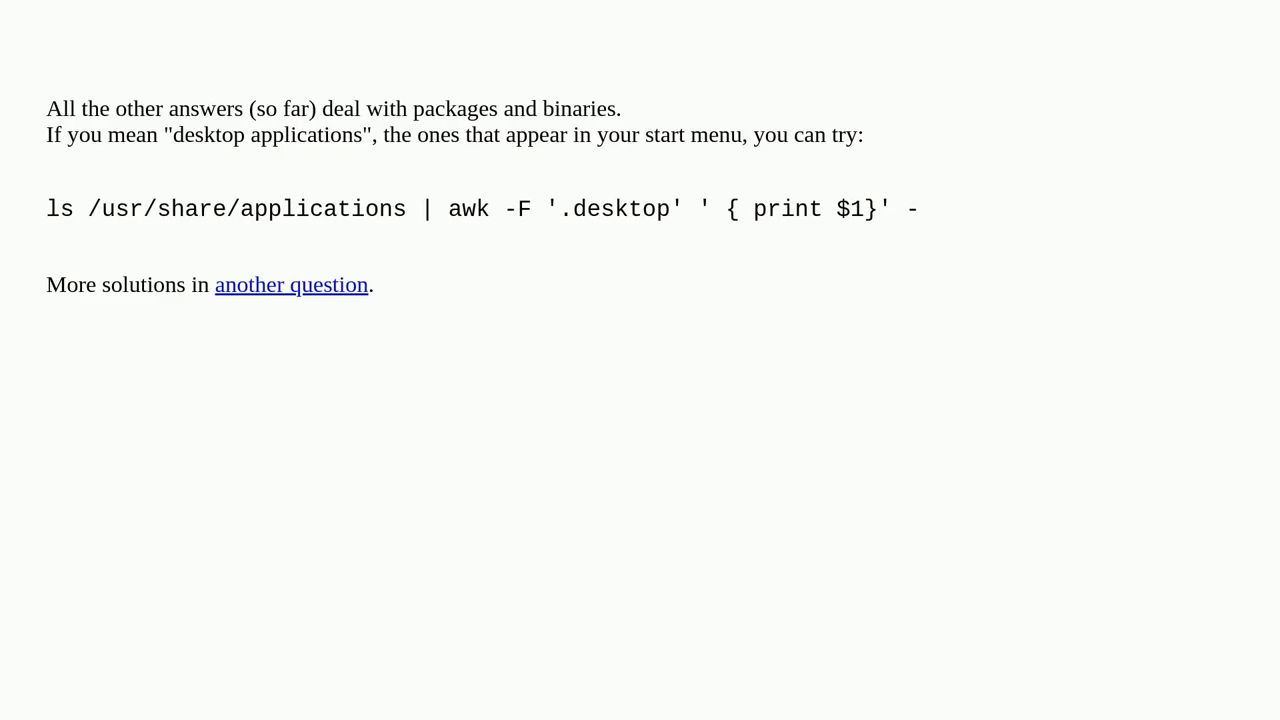 All the other answers (so far) deal with packages and binaries.
If you mean "desktop applications", the ones that appear in your start menu, you can try:
ls /usr/share/applications | awk -F '.desktop' ' { print $1}' -
More solutions in another question.